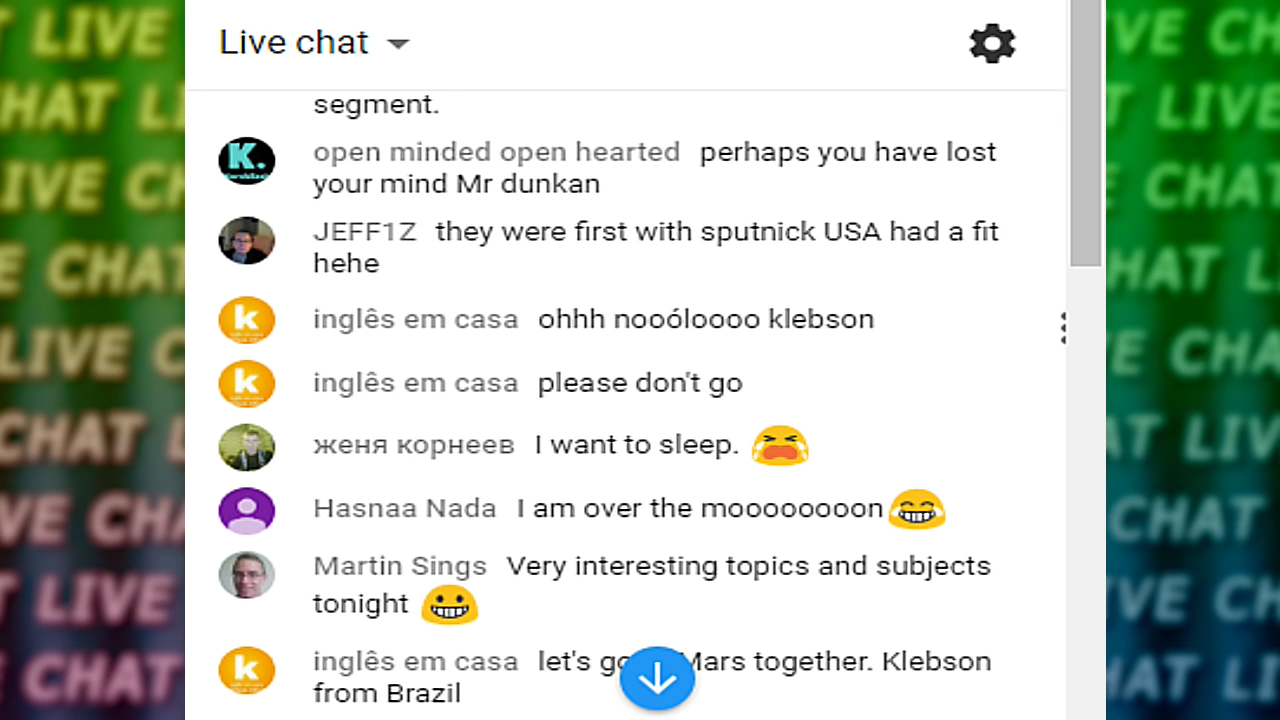 Live chat
segment.
open minded open hearted perhaps you have lost
your mind Mr dunkan
JEFF1Z they were first with sputnick USA had a fit
hehe
inglês em casa ohhh nooóloooo klebson
inglês em casa please don't go
женя корнеев I want to sleep.
Hasnaa Nada I am over the moooooooon
Martin Sings Very interesting topics and subjects
tonight
inglês em casa let's go Mars together. Klebson
from Brazil